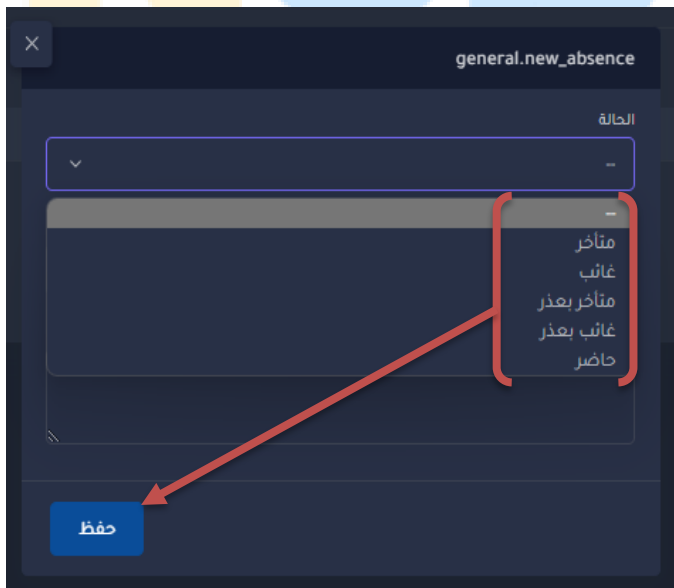 general.new_absence
الحالة
--
--
متأخر
غائب
متأخر بعذر
غائب بعذر
حاضر
حفظ